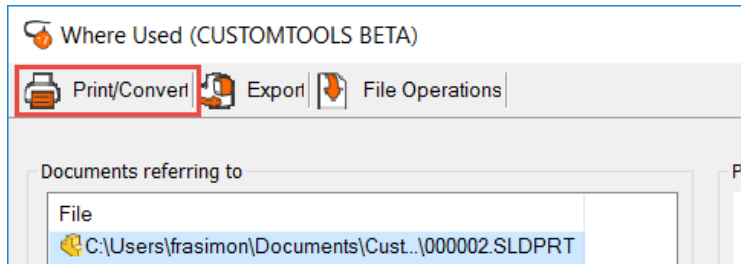 Where Used (CUSTOMTOOLS BETA)
Print/Convert Export File Operations
Documents referring to P
File
C:\Users\frasimon\Documents\Cust...\000002.SLDPRT